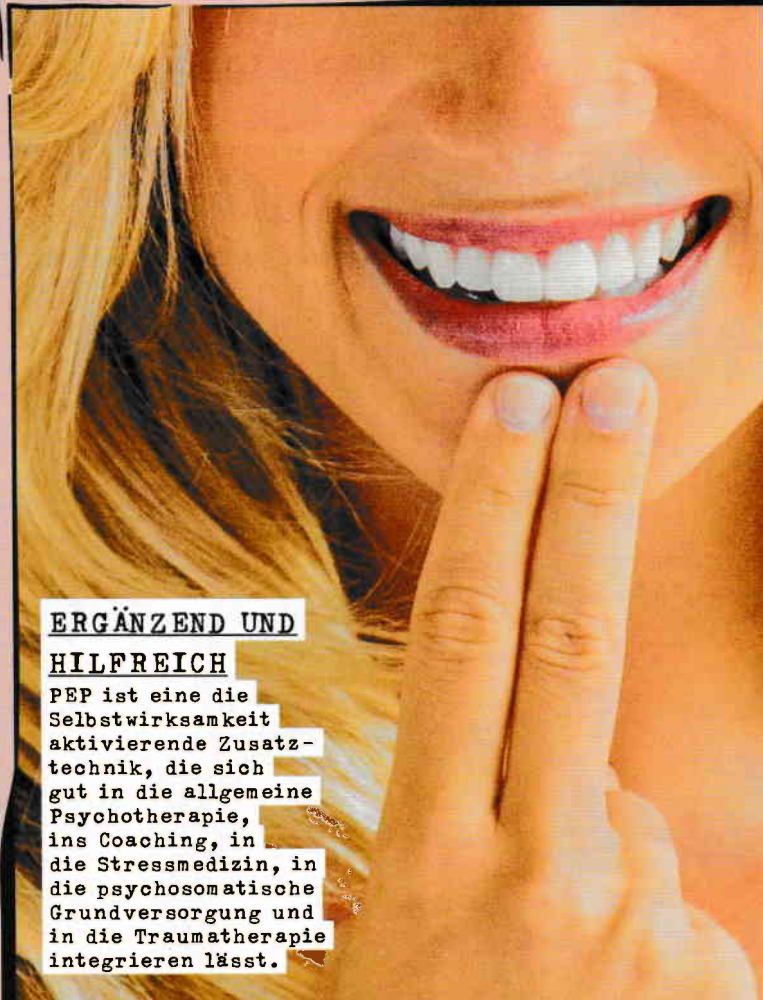 ERGÄNZEND UND
HILFREICH
PEP ist eine die
Selbstwirksamkeit
aktivierende Zusatz-
technik, die sich
gut in die allgemeine
Psychotherapie,
ins Coaching, in
die Stressmedizin, in
die psychosomatische
Grundversorgung und
in die Traumatherapie
integrieren lässt.